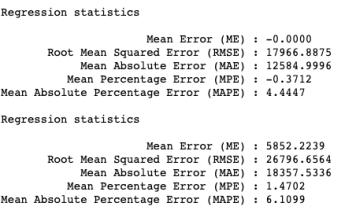 Regression statistics
Mean Error (ME) : -0.0000
Root Mean Squared Error (RMSE) : 17966.8875
Mean Absolute Error (MAE) : 12584.9996
Mean Percentage Error (MPE) : -0.3712
Mean Absolute Percentage Error (MAPE) : 4.4447
Regression statistics
Mean Error (ME) : 5852.2239
Root Mean Squared Error (RMSE) : 26796.6564
Mean Absolute Error (MAE) : 18357.5336
Mean Percentage Error (MPE) : 1.4702
Mean Absolute Percentage Error (MAPE) : 6.1099